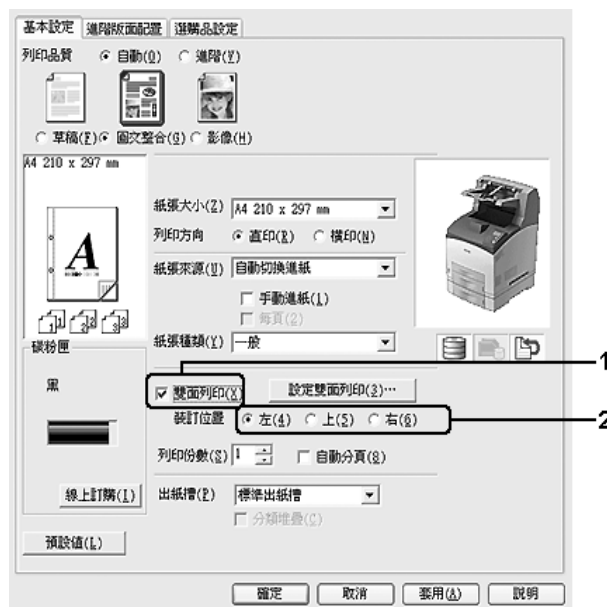 基本設定 進階版面配置 選購品設定
列印品質 自動(0) 進階(Y)
草稿(F) 圖文整合(G) 影像(H)
A4 210 x 297 mm
紙張大小(Z) A4 210 x 297 mm
列印方向 直印(R) 橫印(N)
A
紙張來源(U) 自動切換進紙
手動進紙(1)
每頁(2)
1 2 3
紙張種類(Y) 一般
碳粉匣
1
黑
雙面列印(X) 設定雙面列印(3)…
裝訂位置 左(4) 上(5) 右(6)
2
列印份數(S) 1 自動分頁(8)
線上訂購(I) 出紙槽(P) 標準出紙槽
分類堆疊(C)
預設值(L)
確定 取消 套用(A) 說明